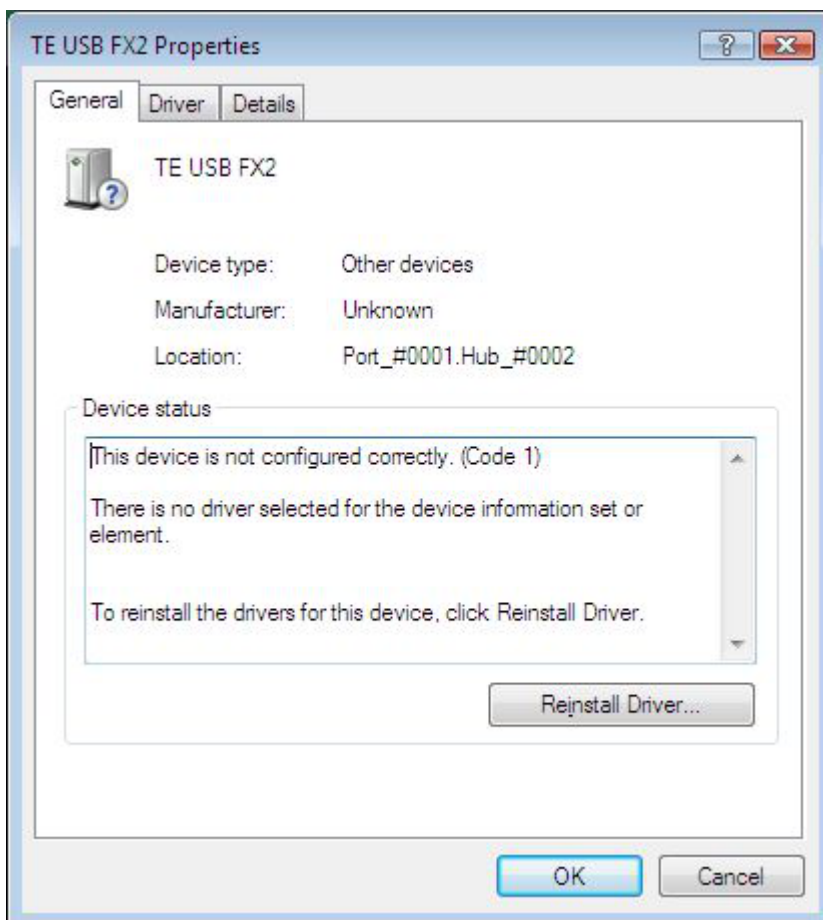 TE USB FX2 Properties
General Driver Details
TE USB FX2
Device type: Other devices
Manufacturer: Unknown
Location: Port_#0001.Hub_#0002
Device status
This device is not configured correctly. (Code 1)
There is no driver selected for the device information set or
element.
To reinstall the drivers for this device, click Reinstall Driver.
Reinstall Driver...
OK Cancel